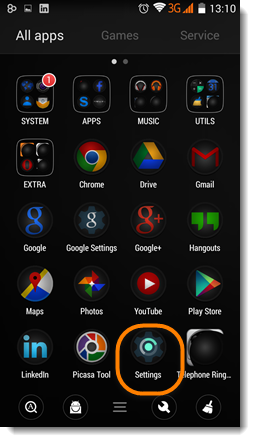 in 3G 13:10
All apps Games Service
1
SYSTEM APPS MUSIC UTILS
EXTRA Chrome Drive Gmail
Google Google Settings Google+ Hangouts
Maps Photos YouTube Play Store
LinkedIn Picasa Tool Settings Telephone Ring...